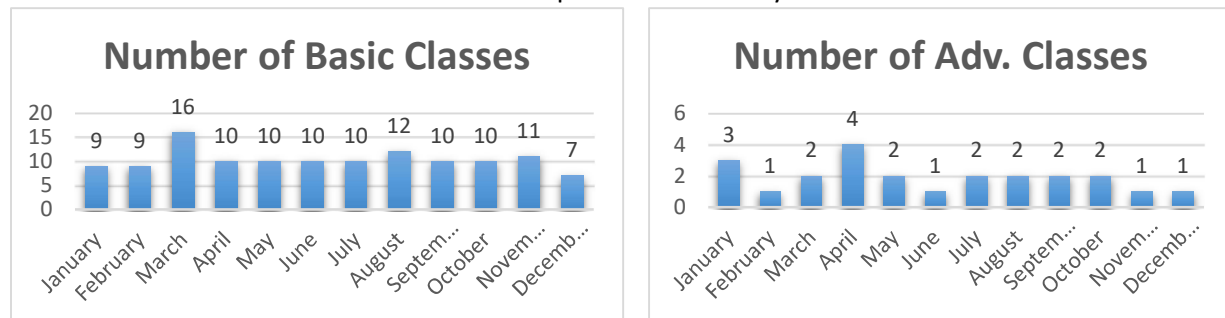 Number of Basic Classes
20
15
10
5
0
9 9 16 10 10 10 10 12 10 10 11 7
January February March April May June July August Septem... October Novem... Decemb...
Number of Adv. Classes
6
4
2
0
3 1 2 4 2 1 2 2 2 2 1 1
January February March April May June July August Septem... October Novem... Decemb...